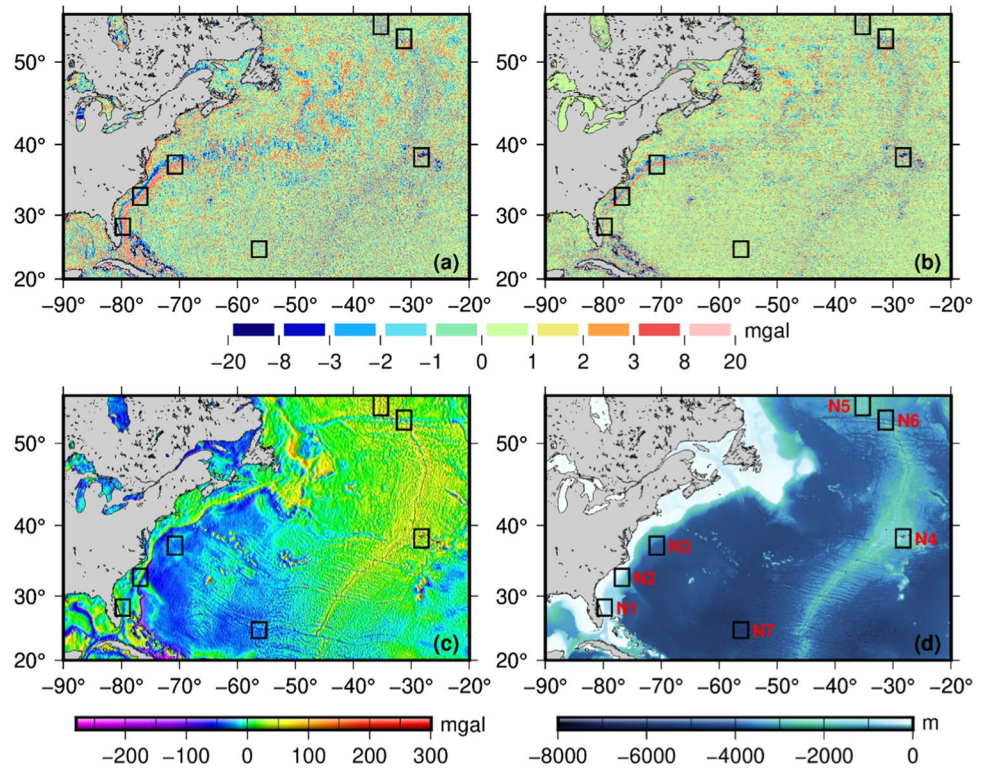 50° 50°
40° 40°
30° 30°
20° (a) 20° (b)
−90 −80° −70° −60° −50° −40° −30° −20° −90 −80° −70° −60° −50° −40° −30° −20°
mgal
−20 −8 −3 −2 −1 0 1 2 3 8 20
N5
50° 50° N6
40° 40° N4
N3
30° 30° N2
N1
N7
20° (c) 20° (d)
−90 −80° −70° −60° −50° −40° −30° −20° −90 −80° −70° −60° −50° −40° −30° −20°
mgal m
−200 −100 0 100 200 300 −8000 −6000 −4000 −2000 0